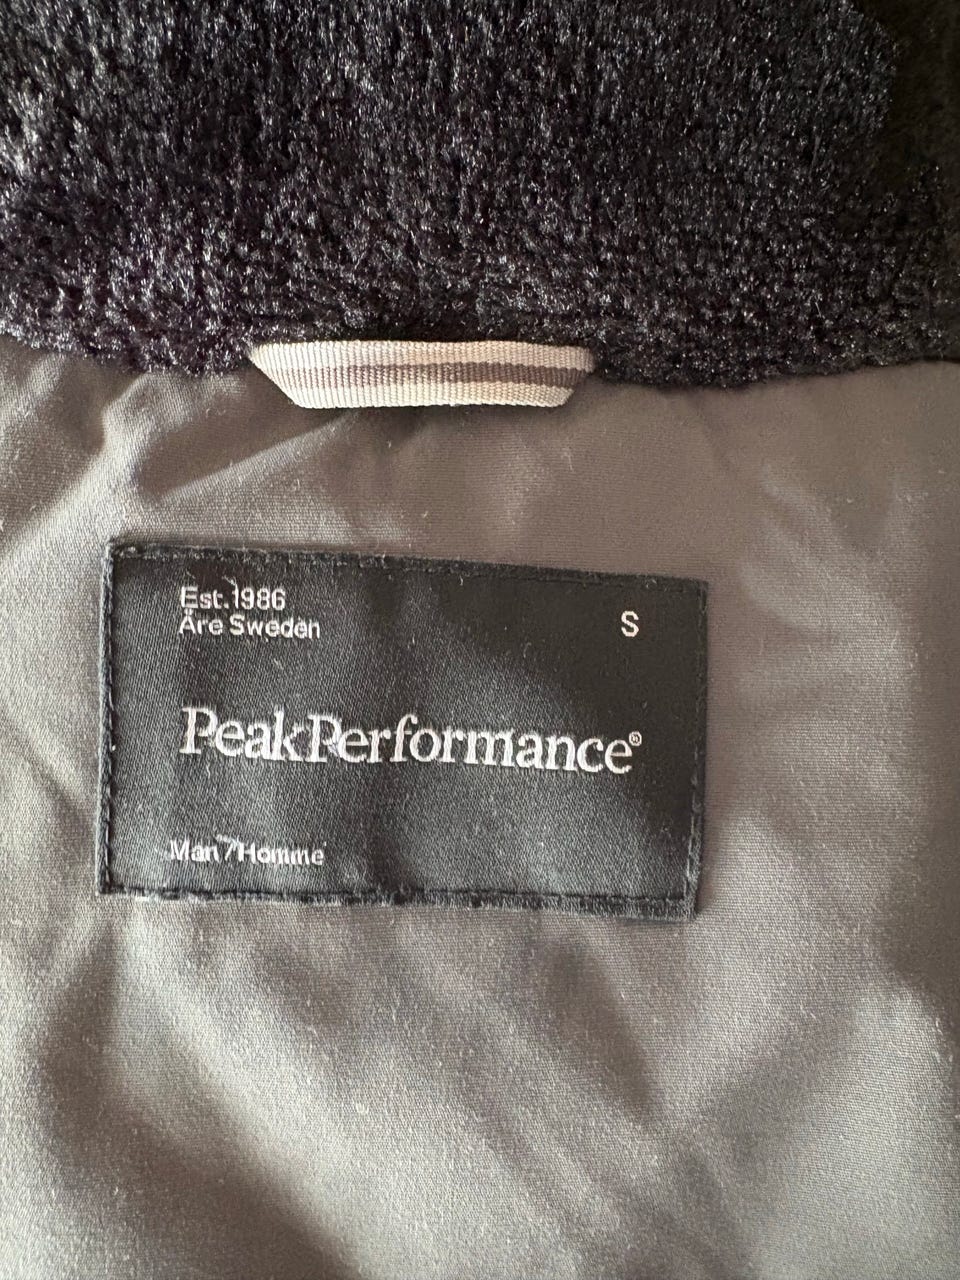 Est.1986
Åre Sweden
S
PeakPerformance®
Man/Homme